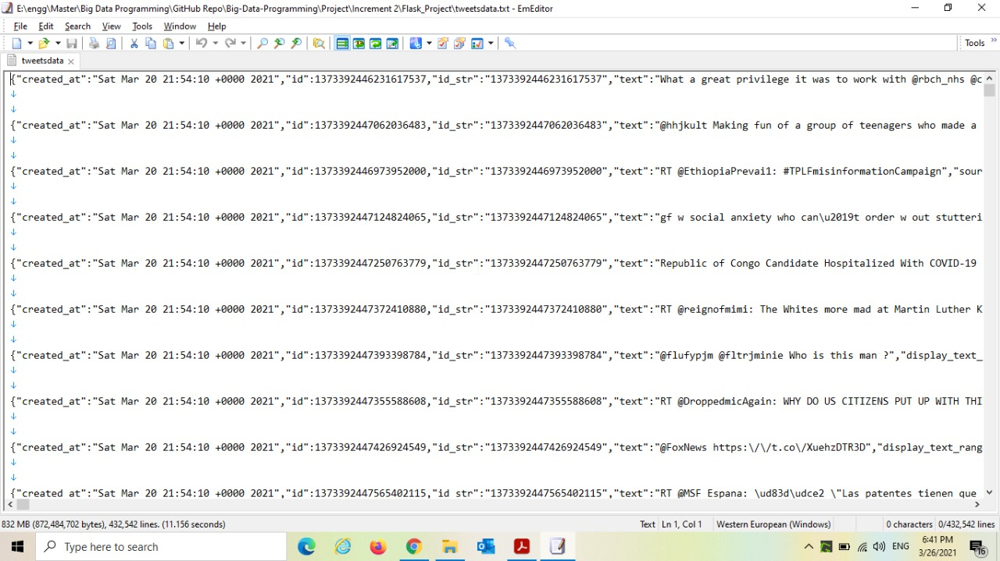 E:\engg\Master\Big Data Programming\GitHub Repo\Big-Data-Programming\Project\Increment 2\Flask_Project\tweetsdata.txt - EmEditor
File Edit Search View Tools Window Help
Tools
tweetsdata
{"created_at":"Sat Mar 20 21:54:10 +0000 2021","id":1373392446231617537,"id_str":"1373392446231617537","text":"What a great privilege it was to work with @rbch_nhs @c
{"created_at":"Sat Mar 20 21:54:10 +0000 2021","id":1373392447062036483,"id_str":"1373392447062036483","text":"@hhjkult Making fun of a group of teenagers who made a
{"created_at":"Sat Mar 20 21:54:10 +0000 2021","id":1373392446973952000,"id_str":"1373392446973952000","text":"RT @EthiopiaPrevai1: #TPLFmisinformationCampaign","sour
{"created_at":"Sat Mar 20 21:54:10 +0000 2021","id":1373392447124824065,"id_str":"1373392447124824065","text":"gf w social anxiety who can\u2019t order w out stutteri
{"created_at":"Sat Mar 20 21:54:10 +0000 2021","id":1373392447250763779,"id_str":"1373392447250763779","text":"Republic of Congo Candidate Hospitalized With COVID-19
{"created_at":"Sat Mar 20 21:54:10 +0000 2021","id":1373392447372410880,"id_str":"1373392447372410880","text":"RT @reignofmimi: The Whites more mad at Martin Luther K
{"created_at":"Sat Mar 20 21:54:10 +0000 2021","id":1373392447393398784,"id_str":"1373392447393398784","text":"@flufypjm @fltrjminie Who is this man ?","display_text_
{"created_at":"Sat Mar 20 21:54:10 +0000 2021","id":1373392447355588608,"id_str":"1373392447355588608","text":"RT @DroppedmicAgain: WHY DO US CITIZENS PUT UP WITH THI
{"created_at":"Sat Mar 20 21:54:10 +0000 2021","id":1373392447426924549,"id_str":"1373392447426924549","text":"@FoxNews https:\/\/t.co\/XuehzDTR3D","display_text_rang
{"created_at":"Sat Mar 20 21:54:10 +0000 2021","id":1373392447565402115,"id_str":"1373392447565402115","text":"RT @MSF_Espana: \ud83d\udce2 \"Las patentes tienen que
832 MB (872,484,702 bytes), 432,542 lines. (11.156 seconds) Text Ln 1, Col 1 Western European (Windows) 0 characters 0/432,542 lines
Type here to search
ENG
6:41 PM
3/26/2021
16